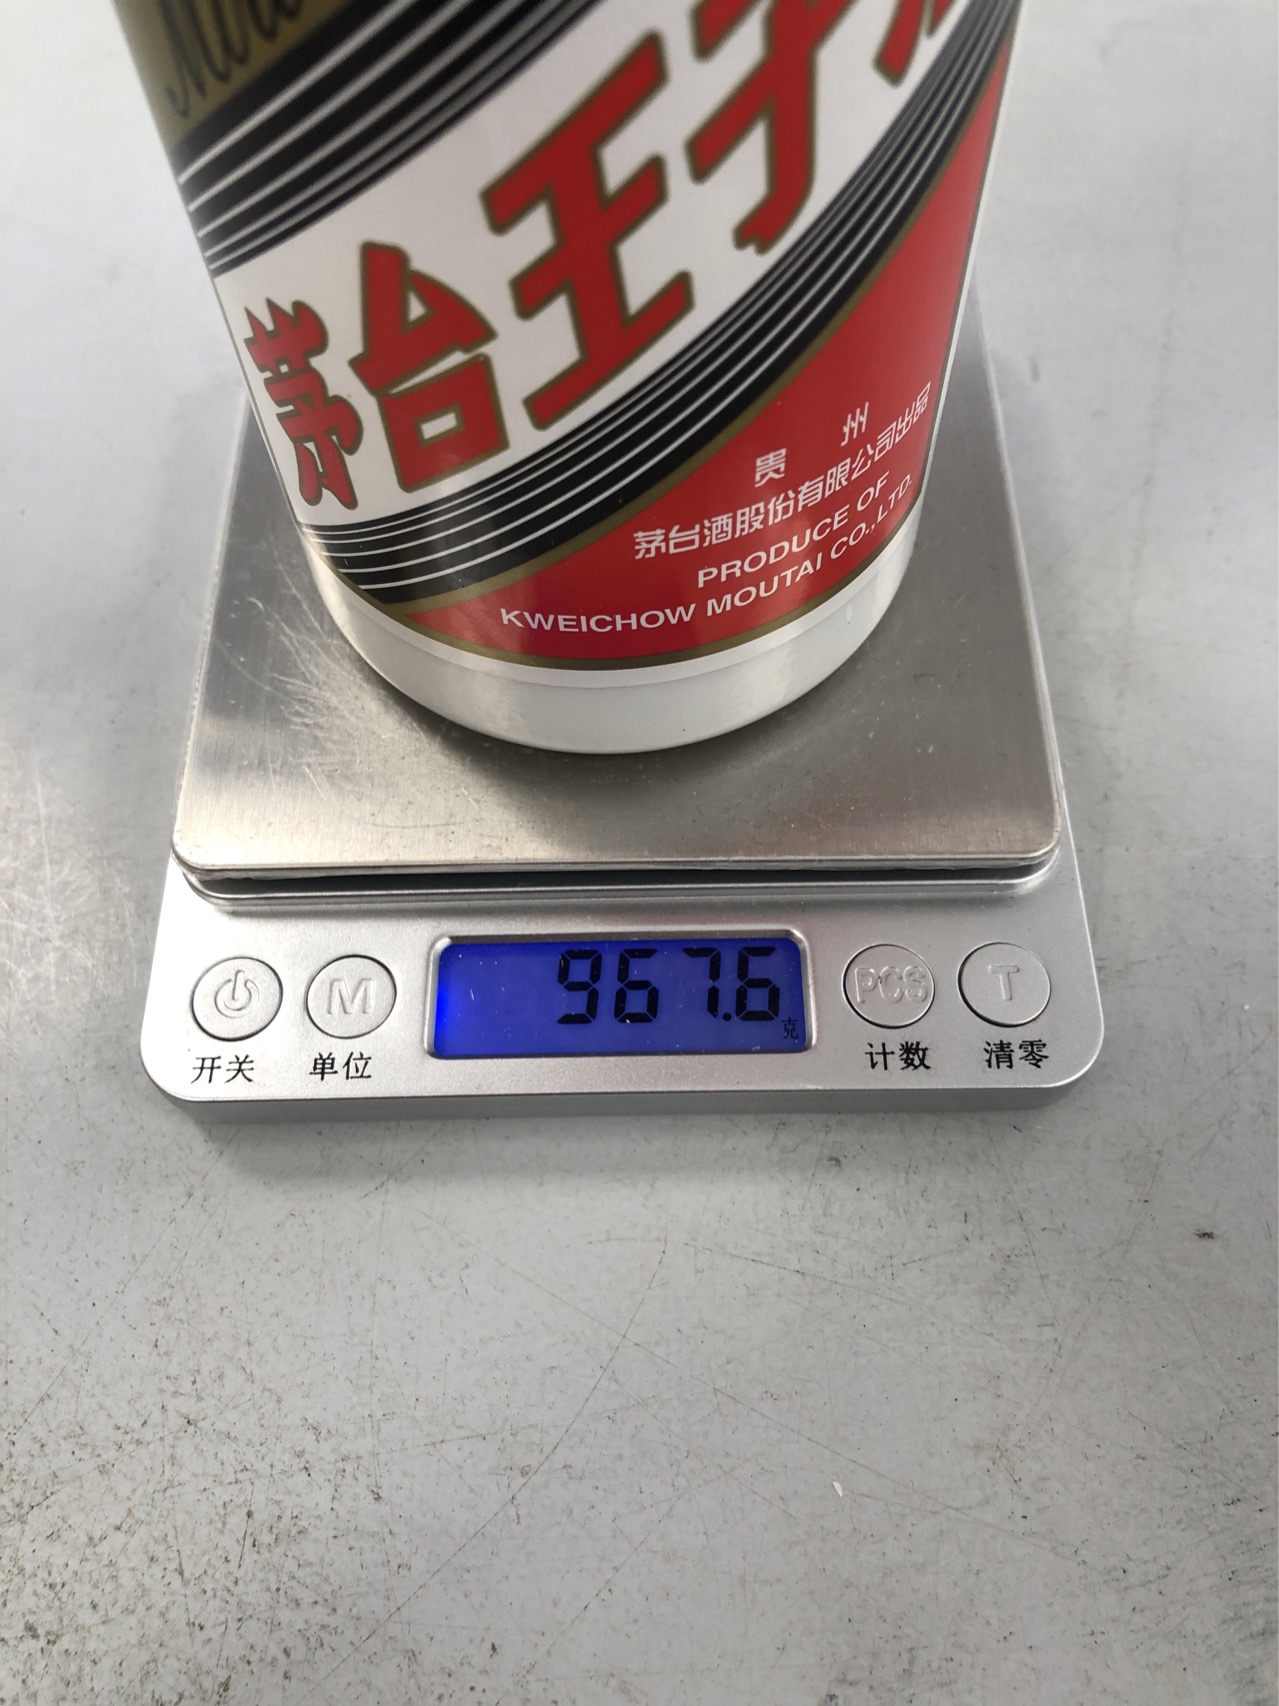 茅台王子
贵州
茅台酒股份有限公司出品
PRODUCE OF
KWEICHOW MOUTAI CO.,LTD.
967.6
克
M
PCS
T
开关
单位
计数
清零